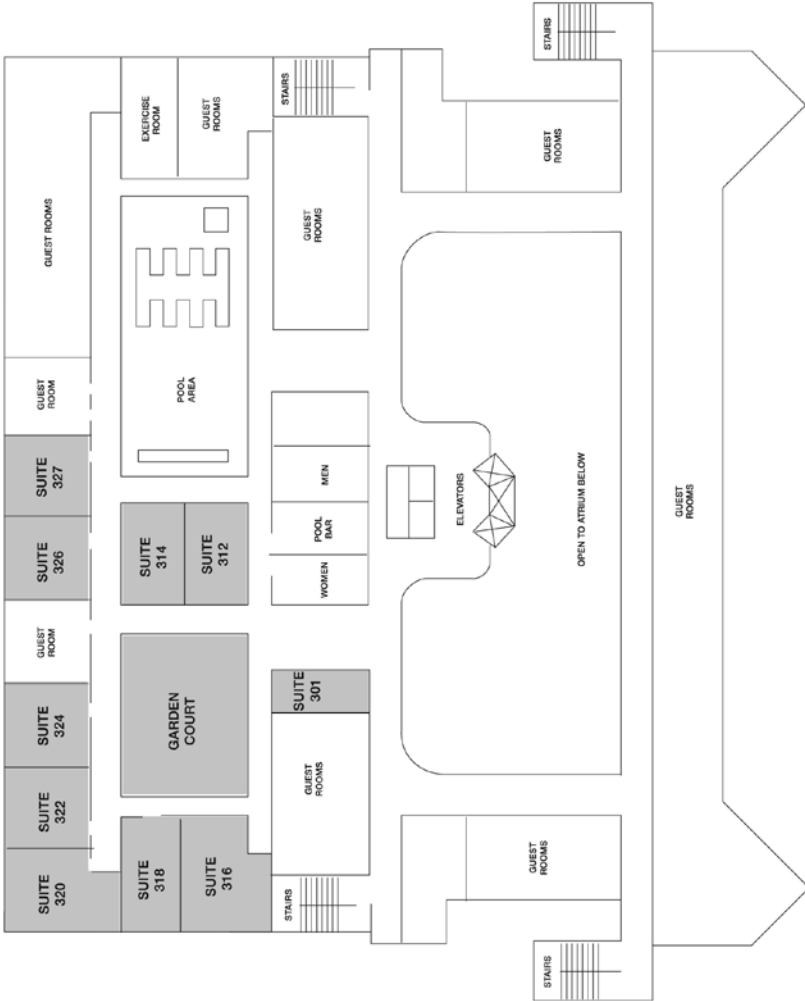 SUITE
320
SUITE
322
SUITE
324
GUEST
ROOM
SUITE
326
SUITE
327
GUEST
ROOM
GUEST ROOMS
SUITE
318
SUITE
316
GARDEN
COURT
SUITE
314
SUITE
312
POOL
AREA
EXERCISE
ROOM
GUEST
ROOMS
STAIRS
GUEST
ROOMS
SUITE
301
WOMEN
POOL
BAR
MEN
GUEST
ROOMS
STAIRS
ELEVATORS
STAIRS
GUEST
ROOMS
OPEN TO ATRIUM BELOW
GUEST
ROOMS
STAIRS
GUEST
ROOMS